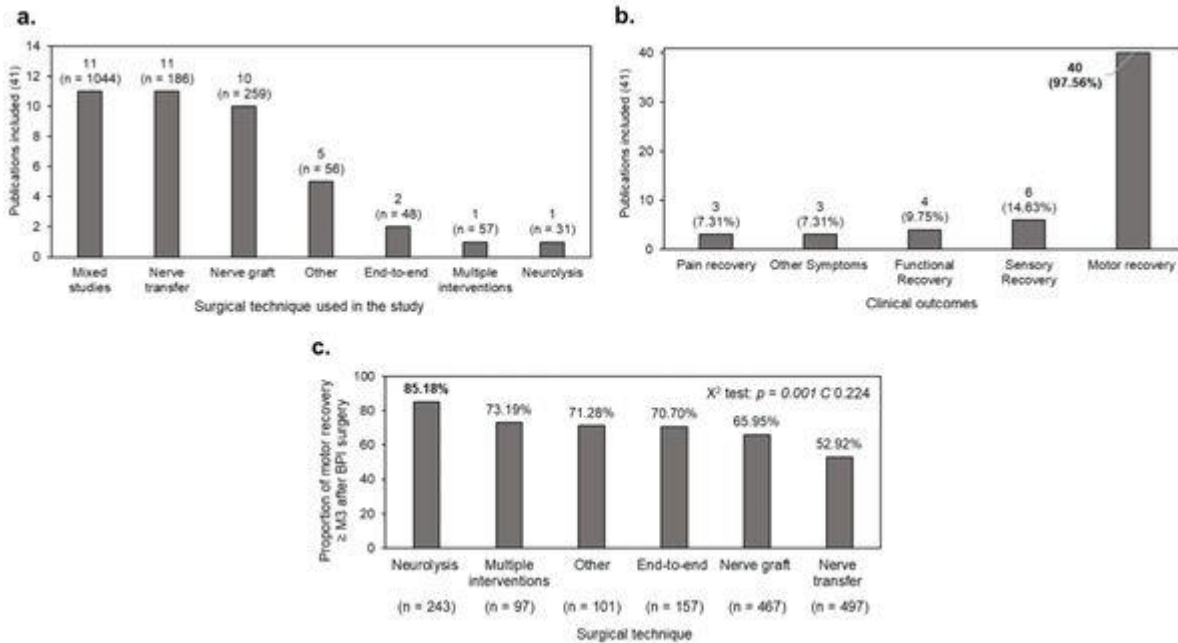 a.
Publications included (41)
14
12
10
8
6
4
2
0
11
(n = 1044)
11
(n = 186)
10
(n = 259)
5
(n = 56)
2
(n = 48)
1
(n = 57)
1
(n = 31)
Mixed
studies
Nerve
transfer
Nerve graft
Other
End-to-end
Multiple
interventions
Neurolysis
Surgical technique used in the study
b.
Publications included (41)
40
30
20
10
0
3
(7.31%)
3
(7.31%)
4
(9.75%)
6
(14.63%)
40
(97.56%)
Pain recovery
Other Symptoms
Functional
Recovery
Sensory
Recovery
Motor recovery
Clinical outcomes
c.
Proportion of motor recovery
≥ M3 after BPI surgery
100
80
60
40
20
0
85.18%
73.19%
71.28%
70.70%
65.95%
52.92%
X² test: p = 0.001 C 0.224
Neurolysis
Multiple
interventions
Other
End-to-end
Nerve graft
Nerve
transfer
(n = 243)
(n = 97)
(n = 101)
(n = 157)
(n = 467)
(n = 497)
Surgical technique